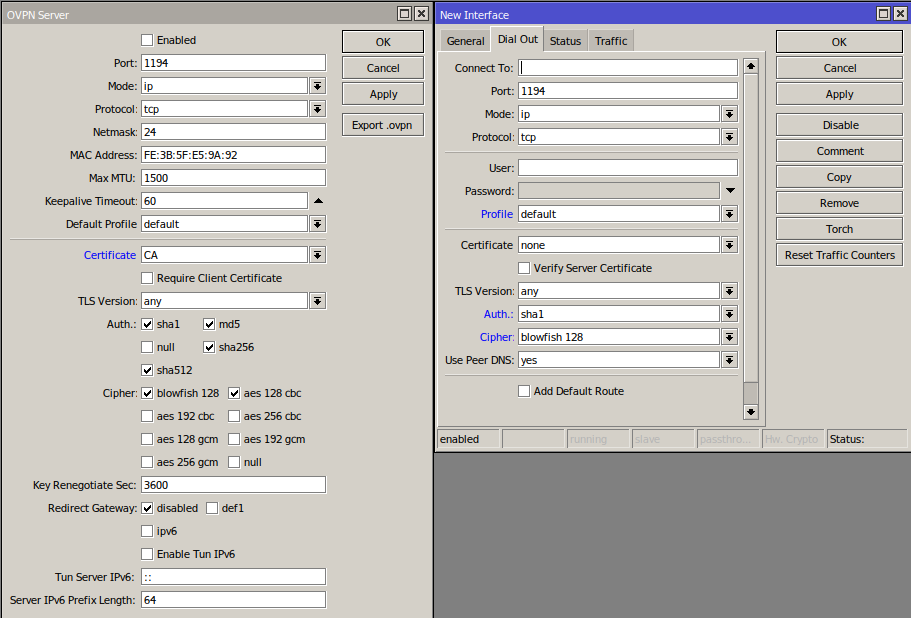 OVPN Server
Enabled
OK
Port: 1194
Cancel
Mode: ip
Apply
Protocol: tcp
Export .ovpn
Netmask: 24
MAC Address: FE:3B:5F:E5:9A:92
Max MTU: 1500
Keepalive Timeout: 60
Default Profile default
Certificate CA
Require Client Certificate
TLS Version: any
Auth.: sha1 md5
null sha256
sha512
Cipher: blowfish 128 aes 128 cbc
aes 192 cbc aes 256 cbc
aes 128 gcm aes 192 gcm
aes 256 gcm null
Key Renegotiate Sec: 3600
Redirect Gateway: disabled def1
ipv6
Enable Tun IPv6
Tun Server IPv6: ::
Server IPv6 Prefix Length: 64
New Interface
General Dial Out Status Traffic
Connect To:
Port: 1194
Mode: ip
Protocol: tcp
User:
Password:
Profile default
Certificate none
Verify Server Certificate
TLS Version: any
Auth.: sha1
Cipher: blowfish 128
Use Peer DNS: yes
Add Default Route
OK
Cancel
Apply
Disable
Comment
Copy
Remove
Torch
Reset Traffic Counters
enabled running slave passthro... Hw. Crypto Status: